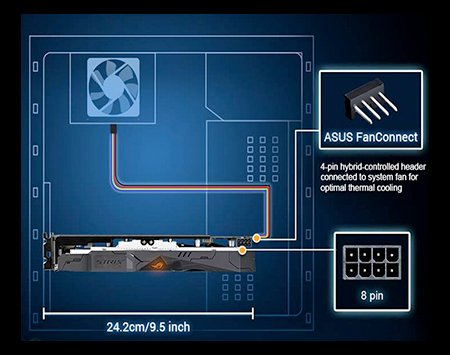 ASUS FanConnect
4-pin hybrid-controlled header
connected to system fan for
optimal thermal cooling
STRIX
8 pin
24.2cm/9.5 inch